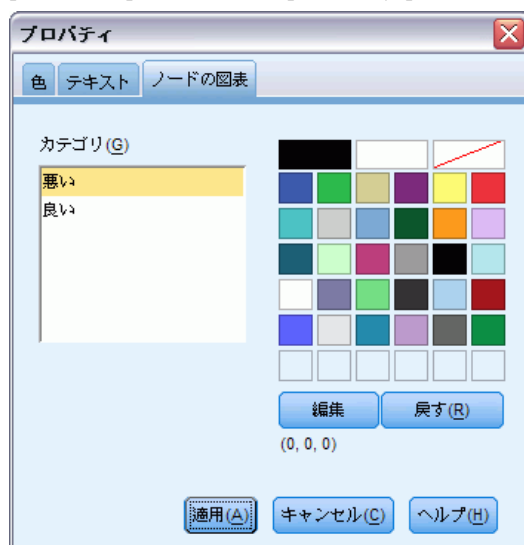 プロパティ
色 テキスト ノードの図表
カテゴリ(G)
悪い
良い
編集 戻す(R)
(0, 0, 0)
適用(A) キャンセル(C) ヘルプ(H)